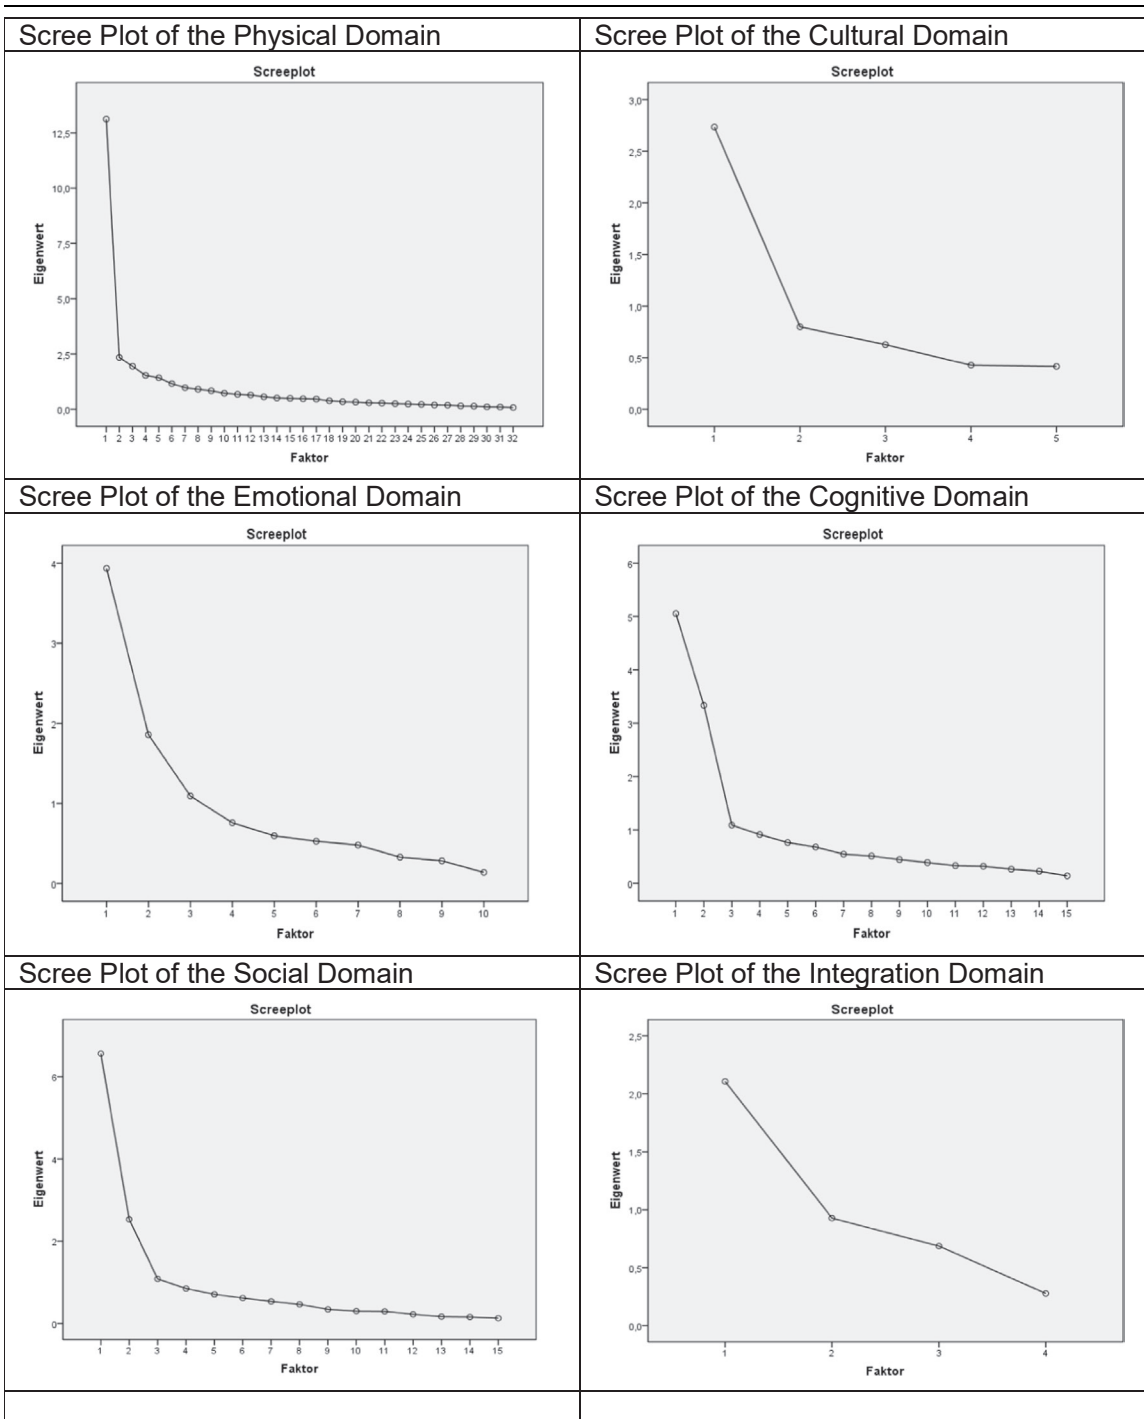 Scree Plot of the Physical Domain
Scree Plot of the Cultural Domain
Screeplot
Eigenwert
12,5
10,0
7,5
5,0
2,5
0,0
1 2 3 4 5 6 7 8 9 10 11 12 13 14 15 16 17 18 19 20 21 22 23 24 25 26 27 28 29 30 31 32
Faktor
Screeplot
Eigenwert
3,0
2,5
2,0
1,5
1,0
0,5
0,0
1 2 3 4 5
Faktor
Scree Plot of the Emotional Domain
Scree Plot of the Cognitive Domain
Screeplot
Eigenwert
4
3
2
1
0
1 2 3 4 5 6 7 8 9 10
Faktor
Screeplot
Eigenwert
6
5
4
3
2
1
0
1 2 3 4 5 6 7 8 9 10 11 12 13 14 15
Faktor
Scree Plot of the Social Domain
Scree Plot of the Integration Domain
Screeplot
Eigenwert
6
4
2
0
1 2 3 4 5 6 7 8 9 10 11 12 13 14 15
Faktor
Screeplot
Eigenwert
2,5
2,0
1,5
1,0
0,5
0,0
1 2 3 4
Faktor